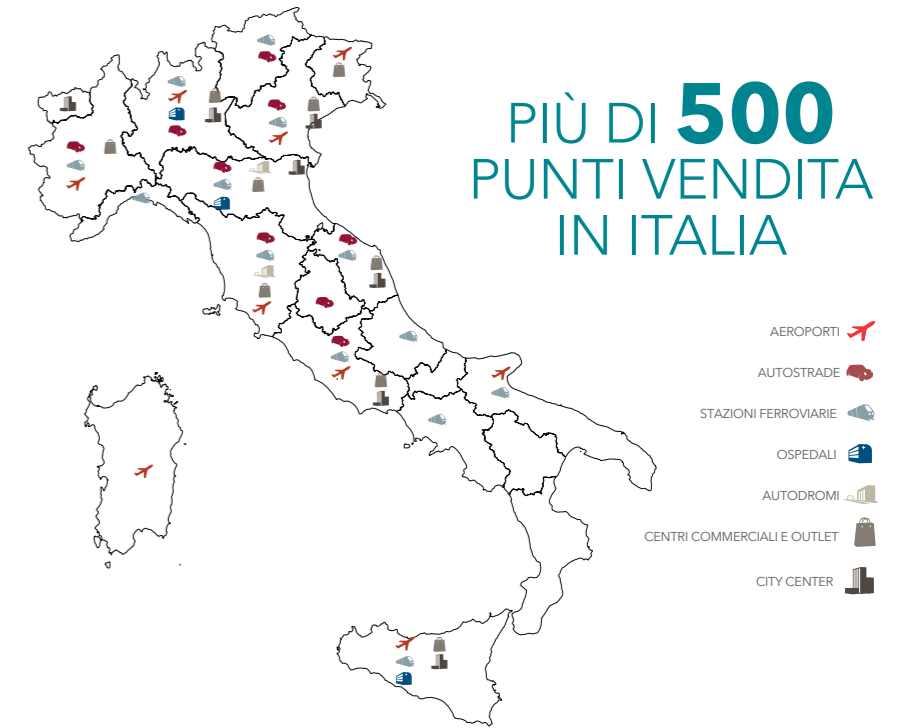 PIÙ DI 500
PUNTI VENDITA
IN ITALIA
AEROPORTI
AUTOSTRADE
STAZIONI FERROVIARIE
OSPEDALI
AUTODROMI
CENTRI COMMERCIALI E OUTLET
CITY CENTER